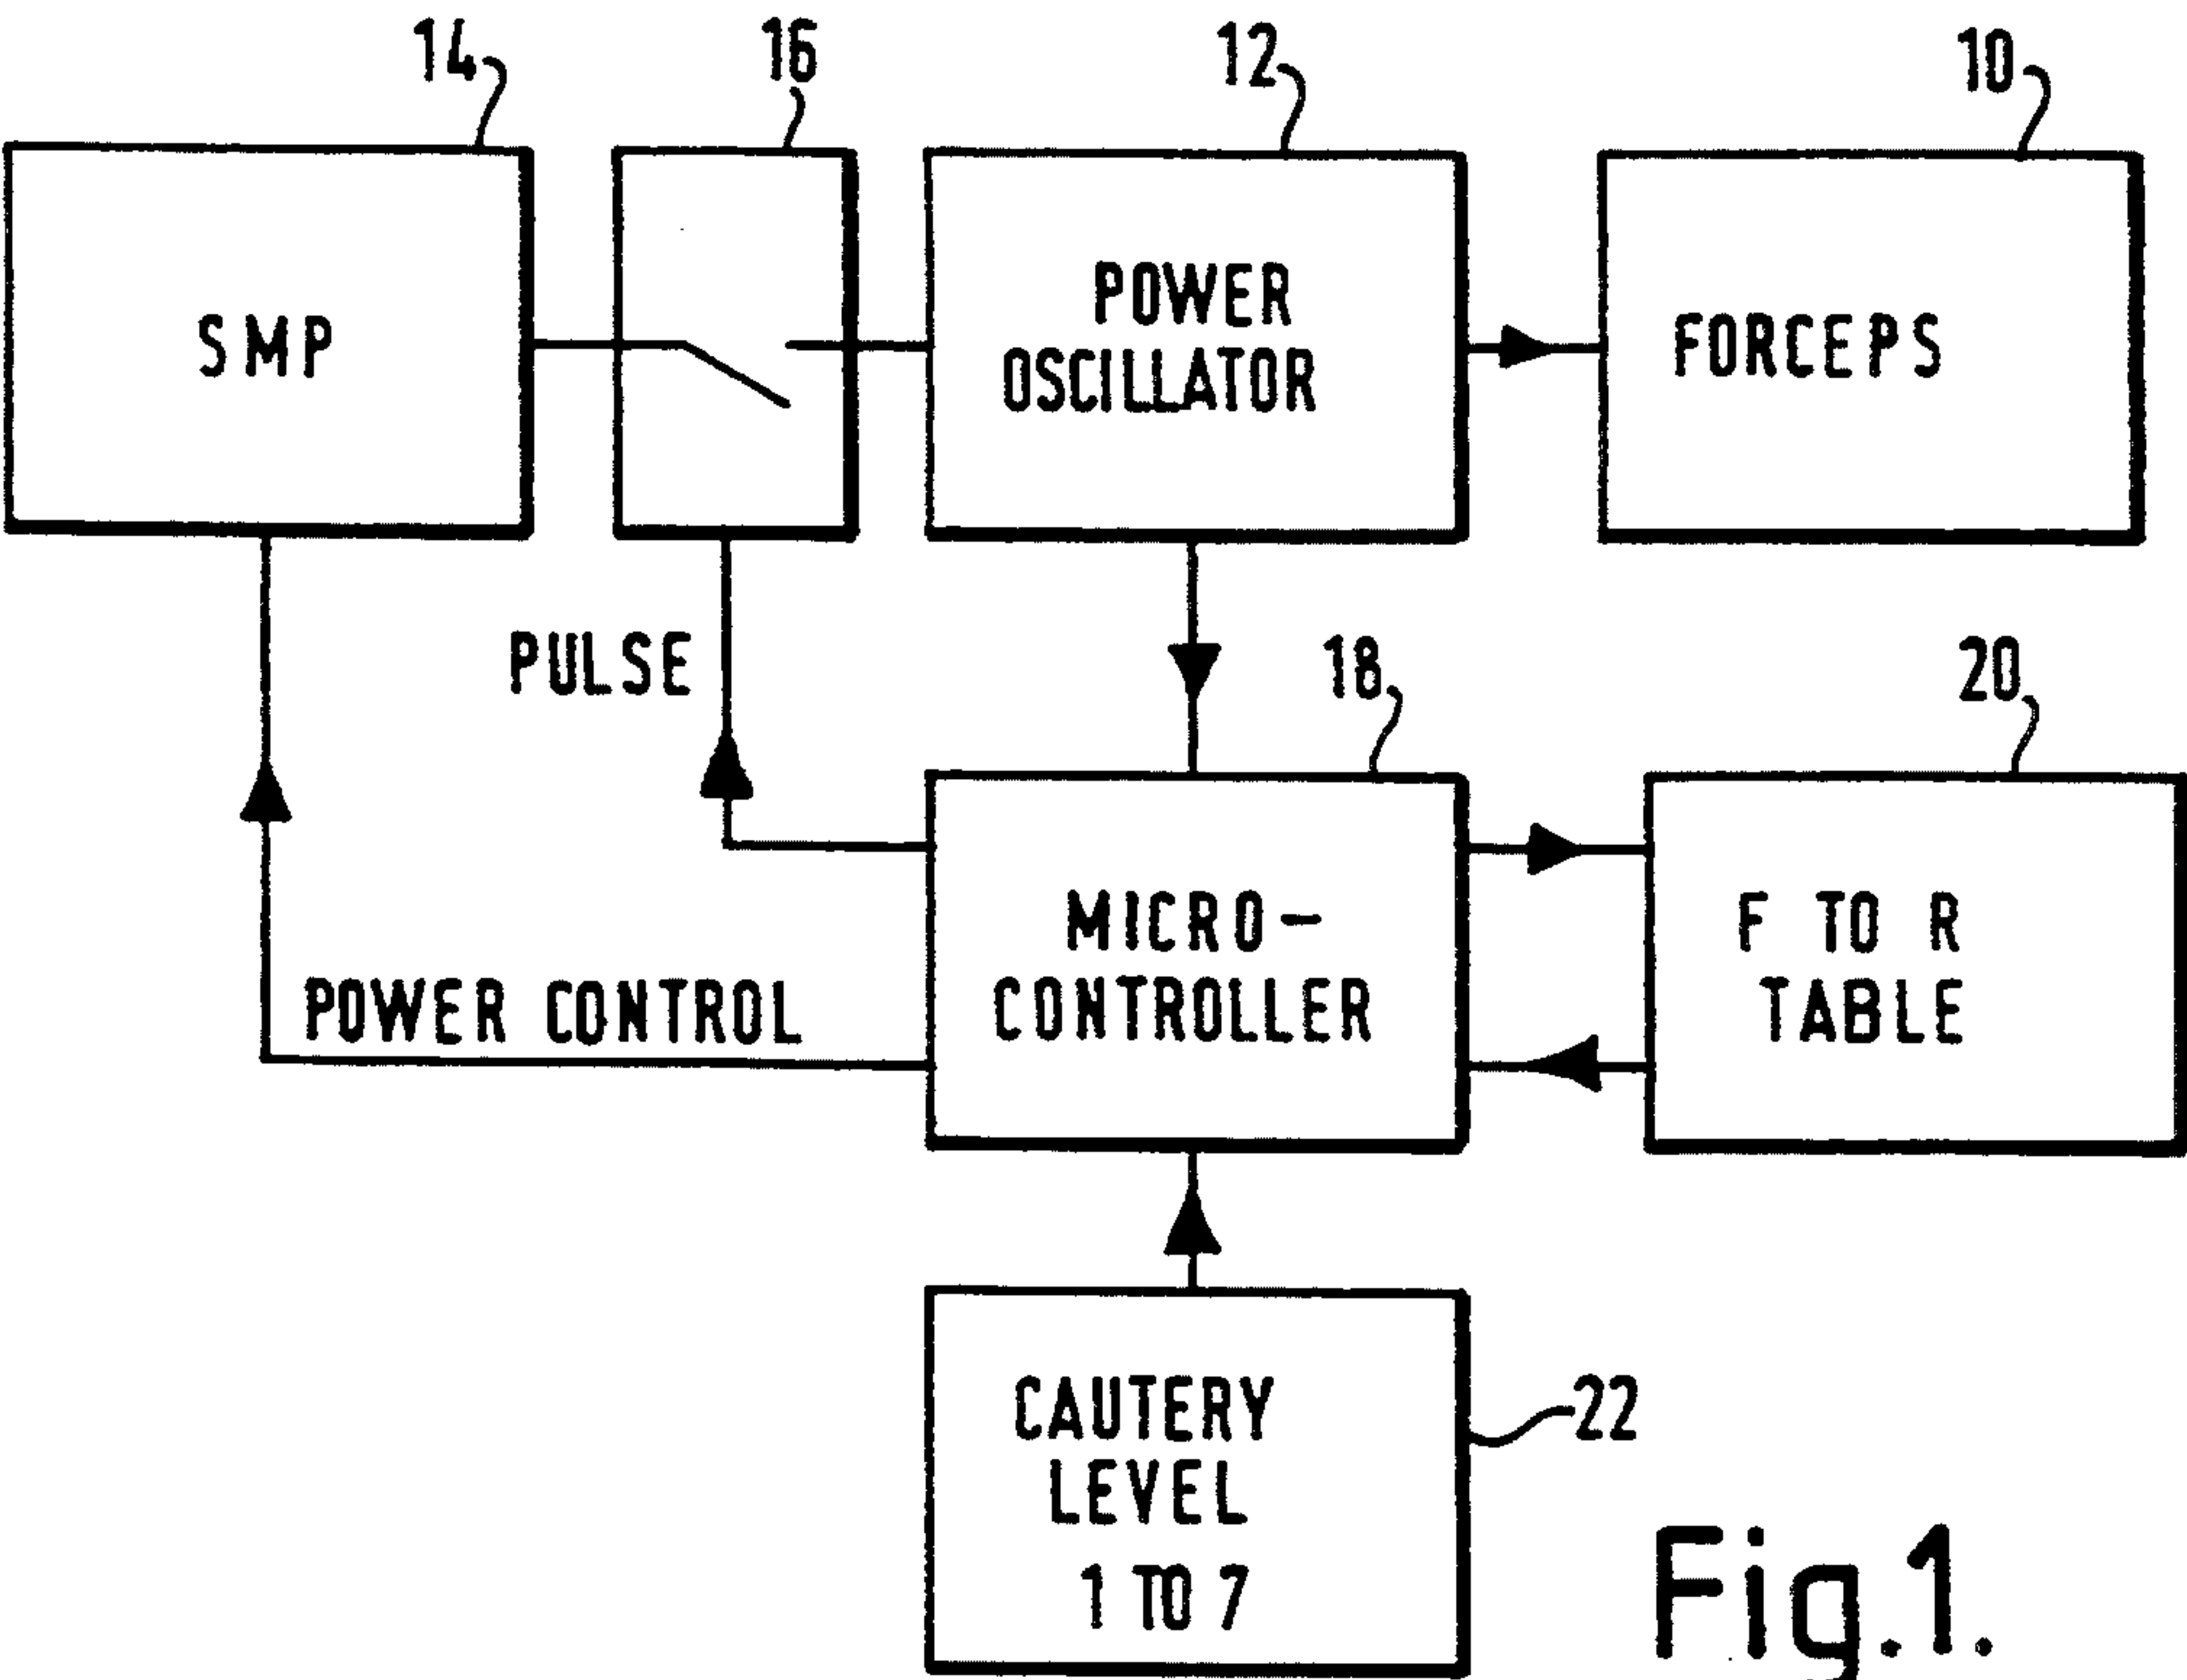 14
16
12
10
SMP
POWER
OSCILLATOR
FORCEPS
PULSE
18
20
MICRO-
CONTROLLER
F TO R
TABLE
POWER CONTROL
CAUTERY
LEVEL
1 TO 7
22
Fig.1.